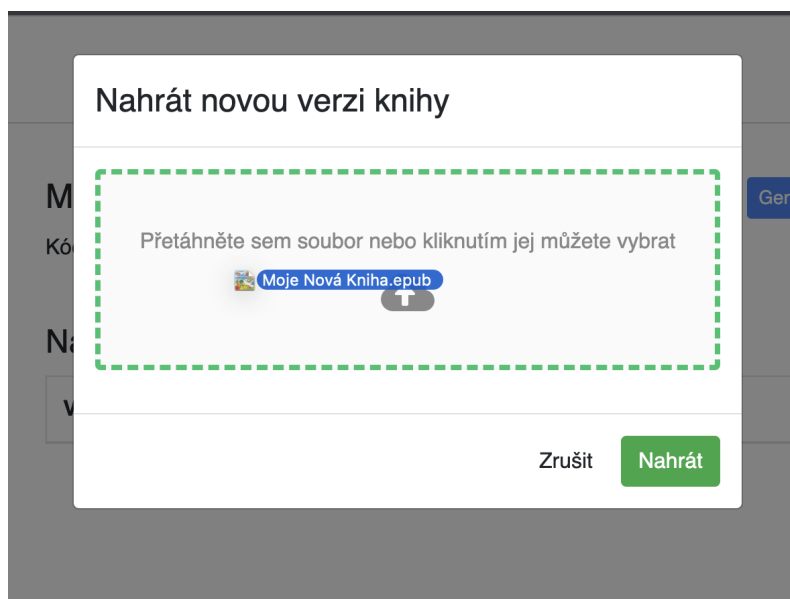 Nahrát novou verzi knihy
Přetáhněte sem soubor nebo kliknutím jej můžete vybrat
Moje Nová Kniha.epub
Zrušit
Nahrát